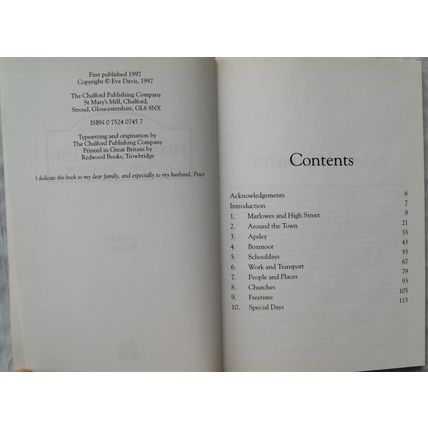 First published 1997
Copyright © Eve Davis, 1997
The Chalford Publishing Company
St Mary's Mill, Chalford,
Stroud, Gloucestershire, GL6 8NX
ISBN 0 7524 0745 7
Typesetting and origination by
The Chalford Publishing Company
Printed in Great Britain by
Redwood Books, Trowbridge
I dedicate this book to my dear family, and especially to my husband, Peter
Contents
Acknowledgements 6
Introduction 7
1. Marlowes and High Street 9
2. Around the Town 21
3. Apsley 33
4. Boxmoor 43
5. Schooldays 55
6. Work and Transport 67
7. People and Places 79
8. Churches 93
9. Freetime 105
10. Special Days 115